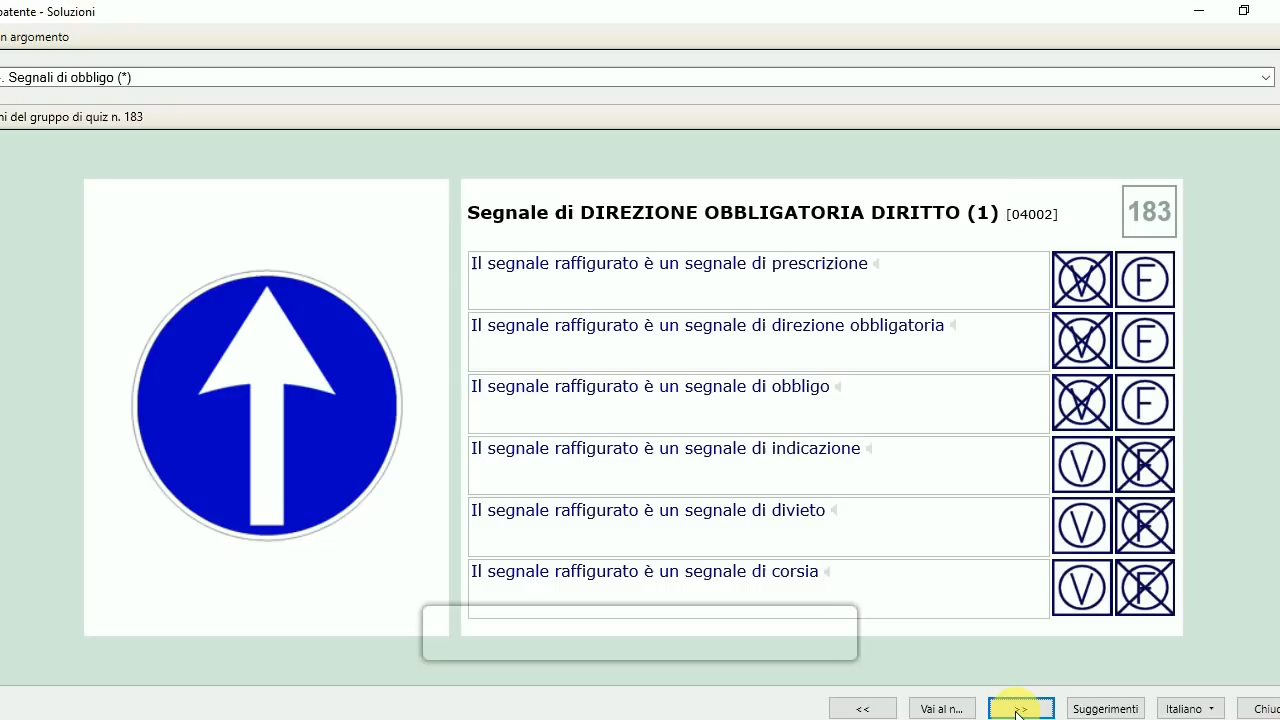 patente - Soluzioni
n argomento
. Segnali di obbligo (*)
ni del gruppo di quiz n. 183
Segnale di DIREZIONE OBBLIGATORIA DIRITTO (1) [04002]
183
Il segnale raffigurato è un segnale di prescrizione
V F
Il segnale raffigurato è un segnale di direzione obbligatoria
V F
Il segnale raffigurato è un segnale di obbligo
V F
Il segnale raffigurato è un segnale di indicazione
V F
Il segnale raffigurato è un segnale di divieto
V F
Il segnale raffigurato è un segnale di corsia
V F
<< Vai al n... >> Suggerimenti Italiano Chiuc